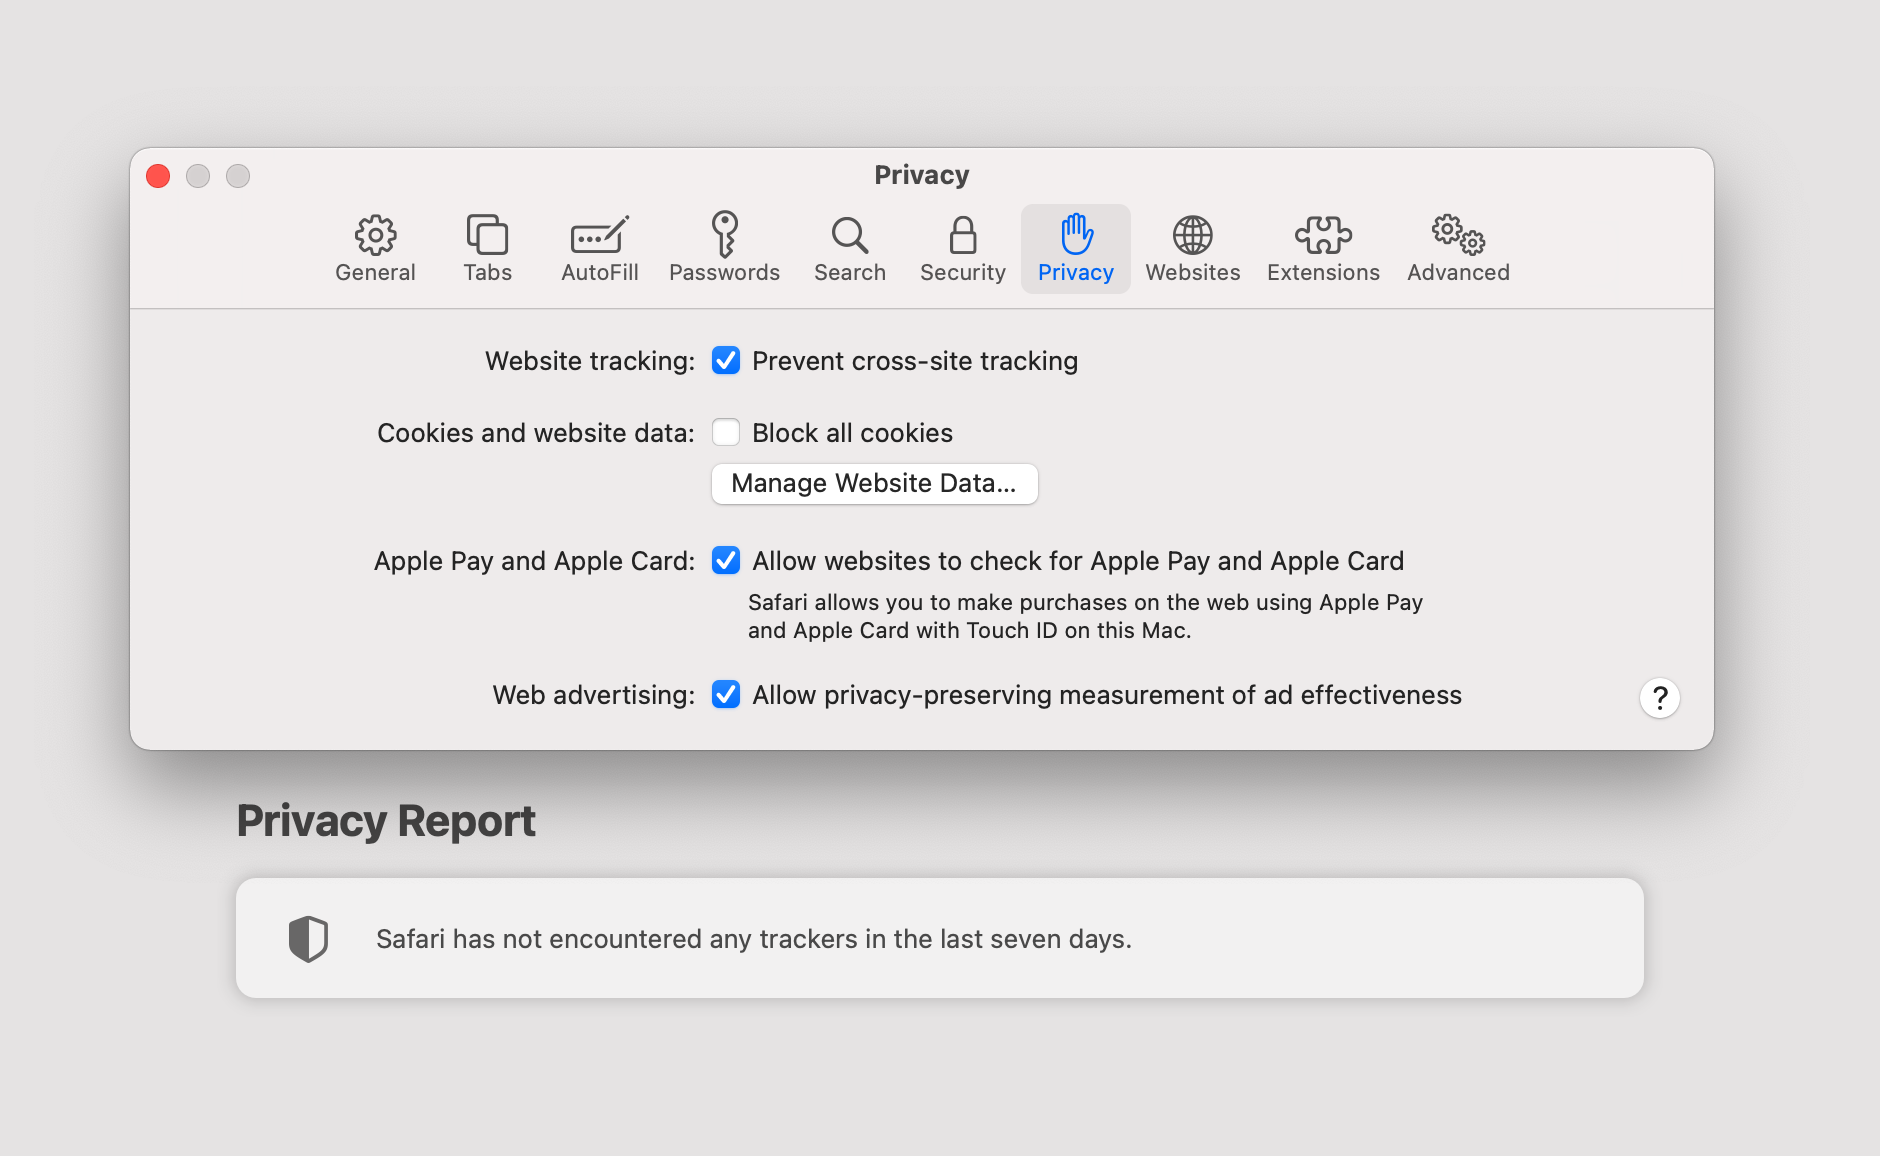 Privacy
General Tabs AutoFill Passwords Search Security Privacy Websites Extensions Advanced
Website tracking: Prevent cross-site tracking
Cookies and website data: Block all cookies
Manage Website Data...
Apple Pay and Apple Card: Allow websites to check for Apple Pay and Apple Card
Safari allows you to make purchases on the web using Apple Pay
and Apple Card with Touch ID on this Mac.
Web advertising: Allow privacy-preserving measurement of ad effectiveness
?
Privacy Report
Safari has not encountered any trackers in the last seven days.